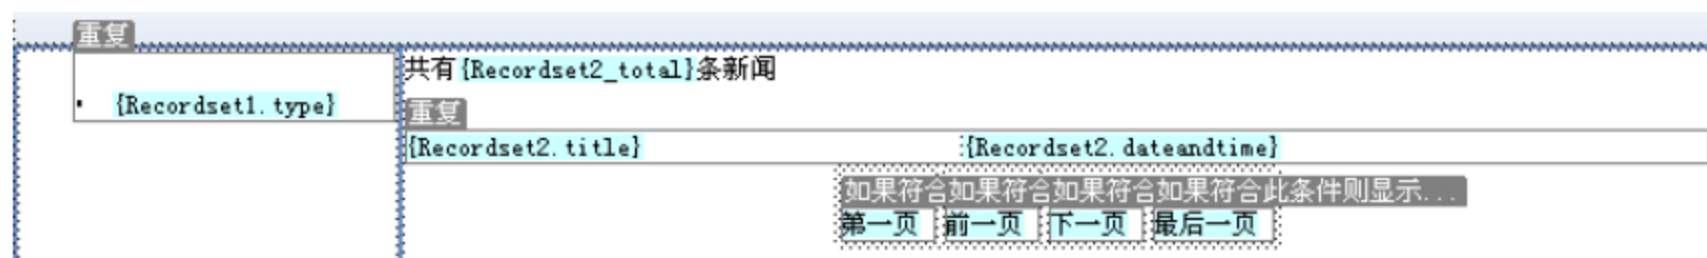 重复
· {Recordset1.type}
共有{Recordset2_total}条新闻
重复
{Recordset2.title} {Recordset2.dateandtime}
如果符合如果符合如果符合如果符合此条件则显示...
第一页 前一页 下一页 最后一页